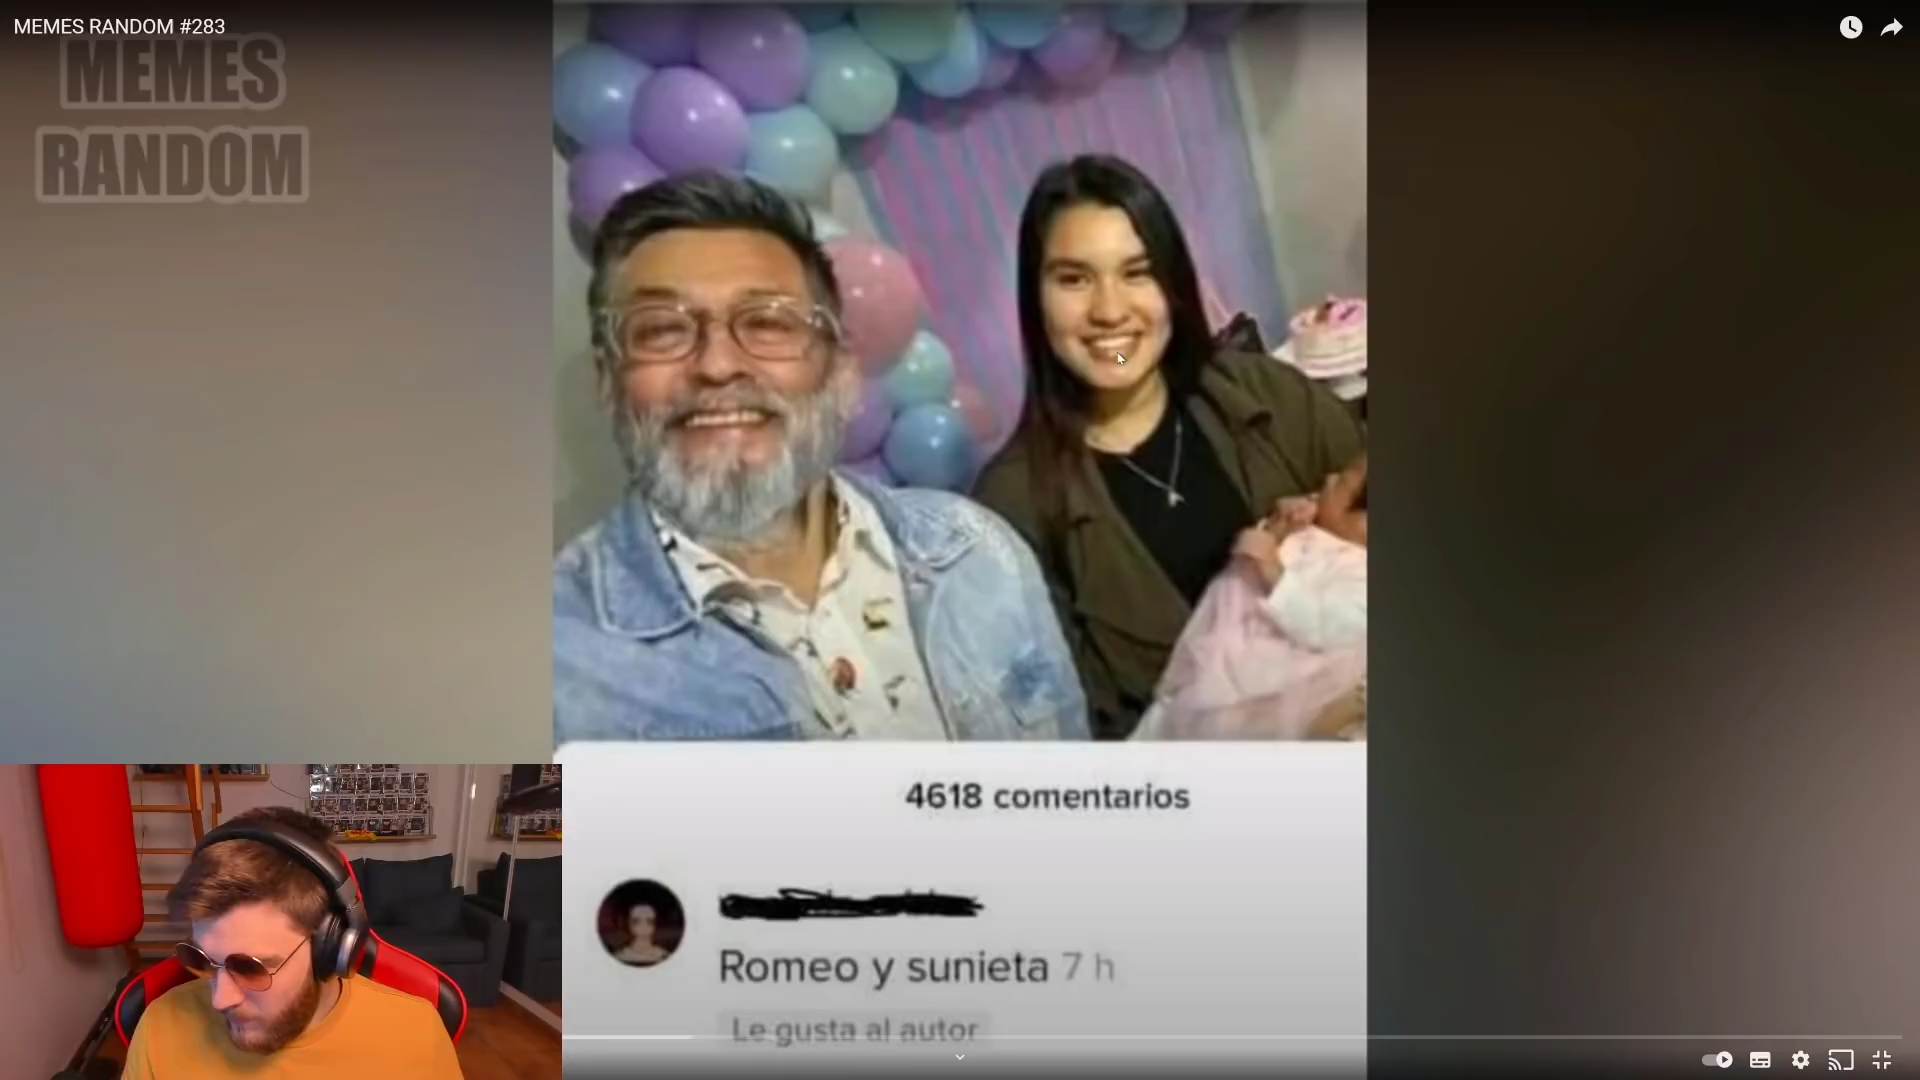 MEMES RANDOM #283
MEMES
RANDOM
4618 comentarios
Romeo y sunieta 7 h
Le gusta al autor